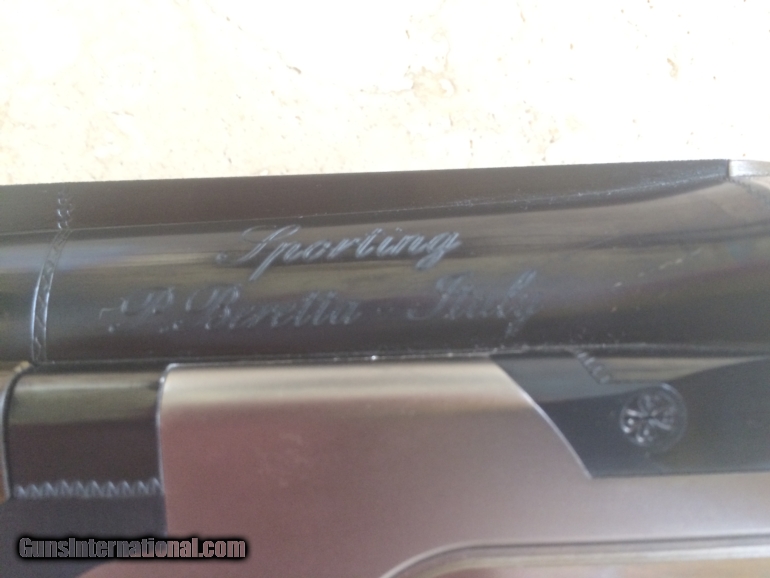 Sporting
P. Beretta - Italy
GunsInternational.com